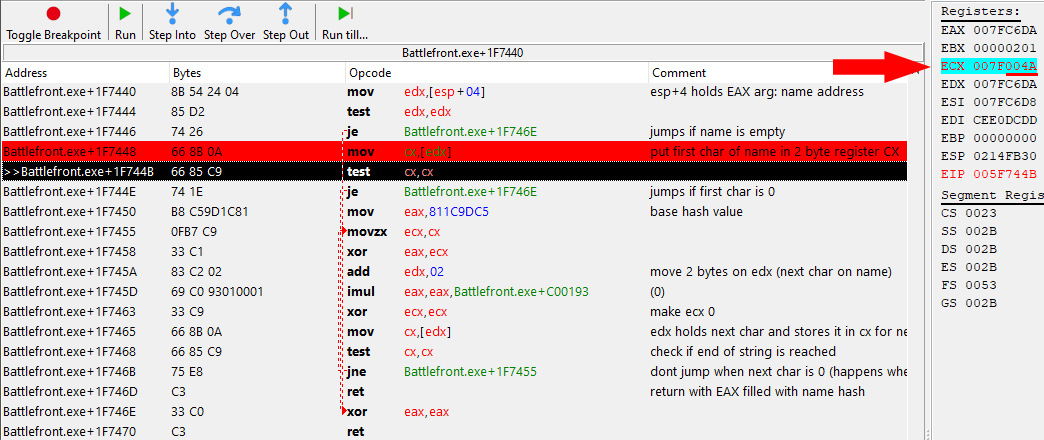 Toggle Breakpoint Run Step Into Step Over Step Out Run till...
Battlefront.exe+1F7440
Address Bytes Opcode Comment
Battlefront.exe+1F7440 8B 54 24 04 mov edx,[esp+04] esp+4 holds EAX arg: name address
Battlefront.exe+1F7444 85 D2 test edx,edx
Battlefront.exe+1F7446 74 26 je Battlefront.exe+1F746E jumps if name is empty
Battlefront.exe+1F7448 66 8B 0A mov cx,[edx] put first char of name in 2 byte register CX
>>Battlefront.exe+1F744B 66 85 C9 test cx,cx
Battlefront.exe+1F744E 74 1E je Battlefront.exe+1F746E jumps if first char is 0
Battlefront.exe+1F7450 B8 C59D1C81 mov eax,811C9DC5 base hash value
Battlefront.exe+1F7455 0FB7 C9 movzx ecx,cx
Battlefront.exe+1F7458 33 C1 xor eax,ecx
Battlefront.exe+1F745A 83 C2 02 add edx,02 move 2 bytes on edx (next char on name)
Battlefront.exe+1F745D 69 C0 93010001 imul eax,eax,Battlefront.exe+C00193 (0)
Battlefront.exe+1F7463 33 C9 xor ecx,ecx make ecx 0
Battlefront.exe+1F7465 66 8B 0A mov cx,[edx] edx holds next char and stores it in cx for ne
Battlefront.exe+1F7468 66 85 C9 test cx,cx check if end of string is reached
Battlefront.exe+1F746B 75 E8 jne Battlefront.exe+1F7455 dont jump when next char is 0 (happens whe
Battlefront.exe+1F746D C3 ret return with EAX filled with name hash
Battlefront.exe+1F746E 33 C0 xor eax,eax
Battlefront.exe+1F7470 C3 ret
Registers:
EAX 007FC6DA
EBX 00000201
ECX 007F004A
EDX 007FC6DA
ESI 007FC6D8
EDI CEE0DCDD
EBP 00000000
ESP 0214FB30
EIP 005F744B
Segment Regis
CS 0023
SS 002B
DS 002B
ES 002B
FS 0053
GS 002B